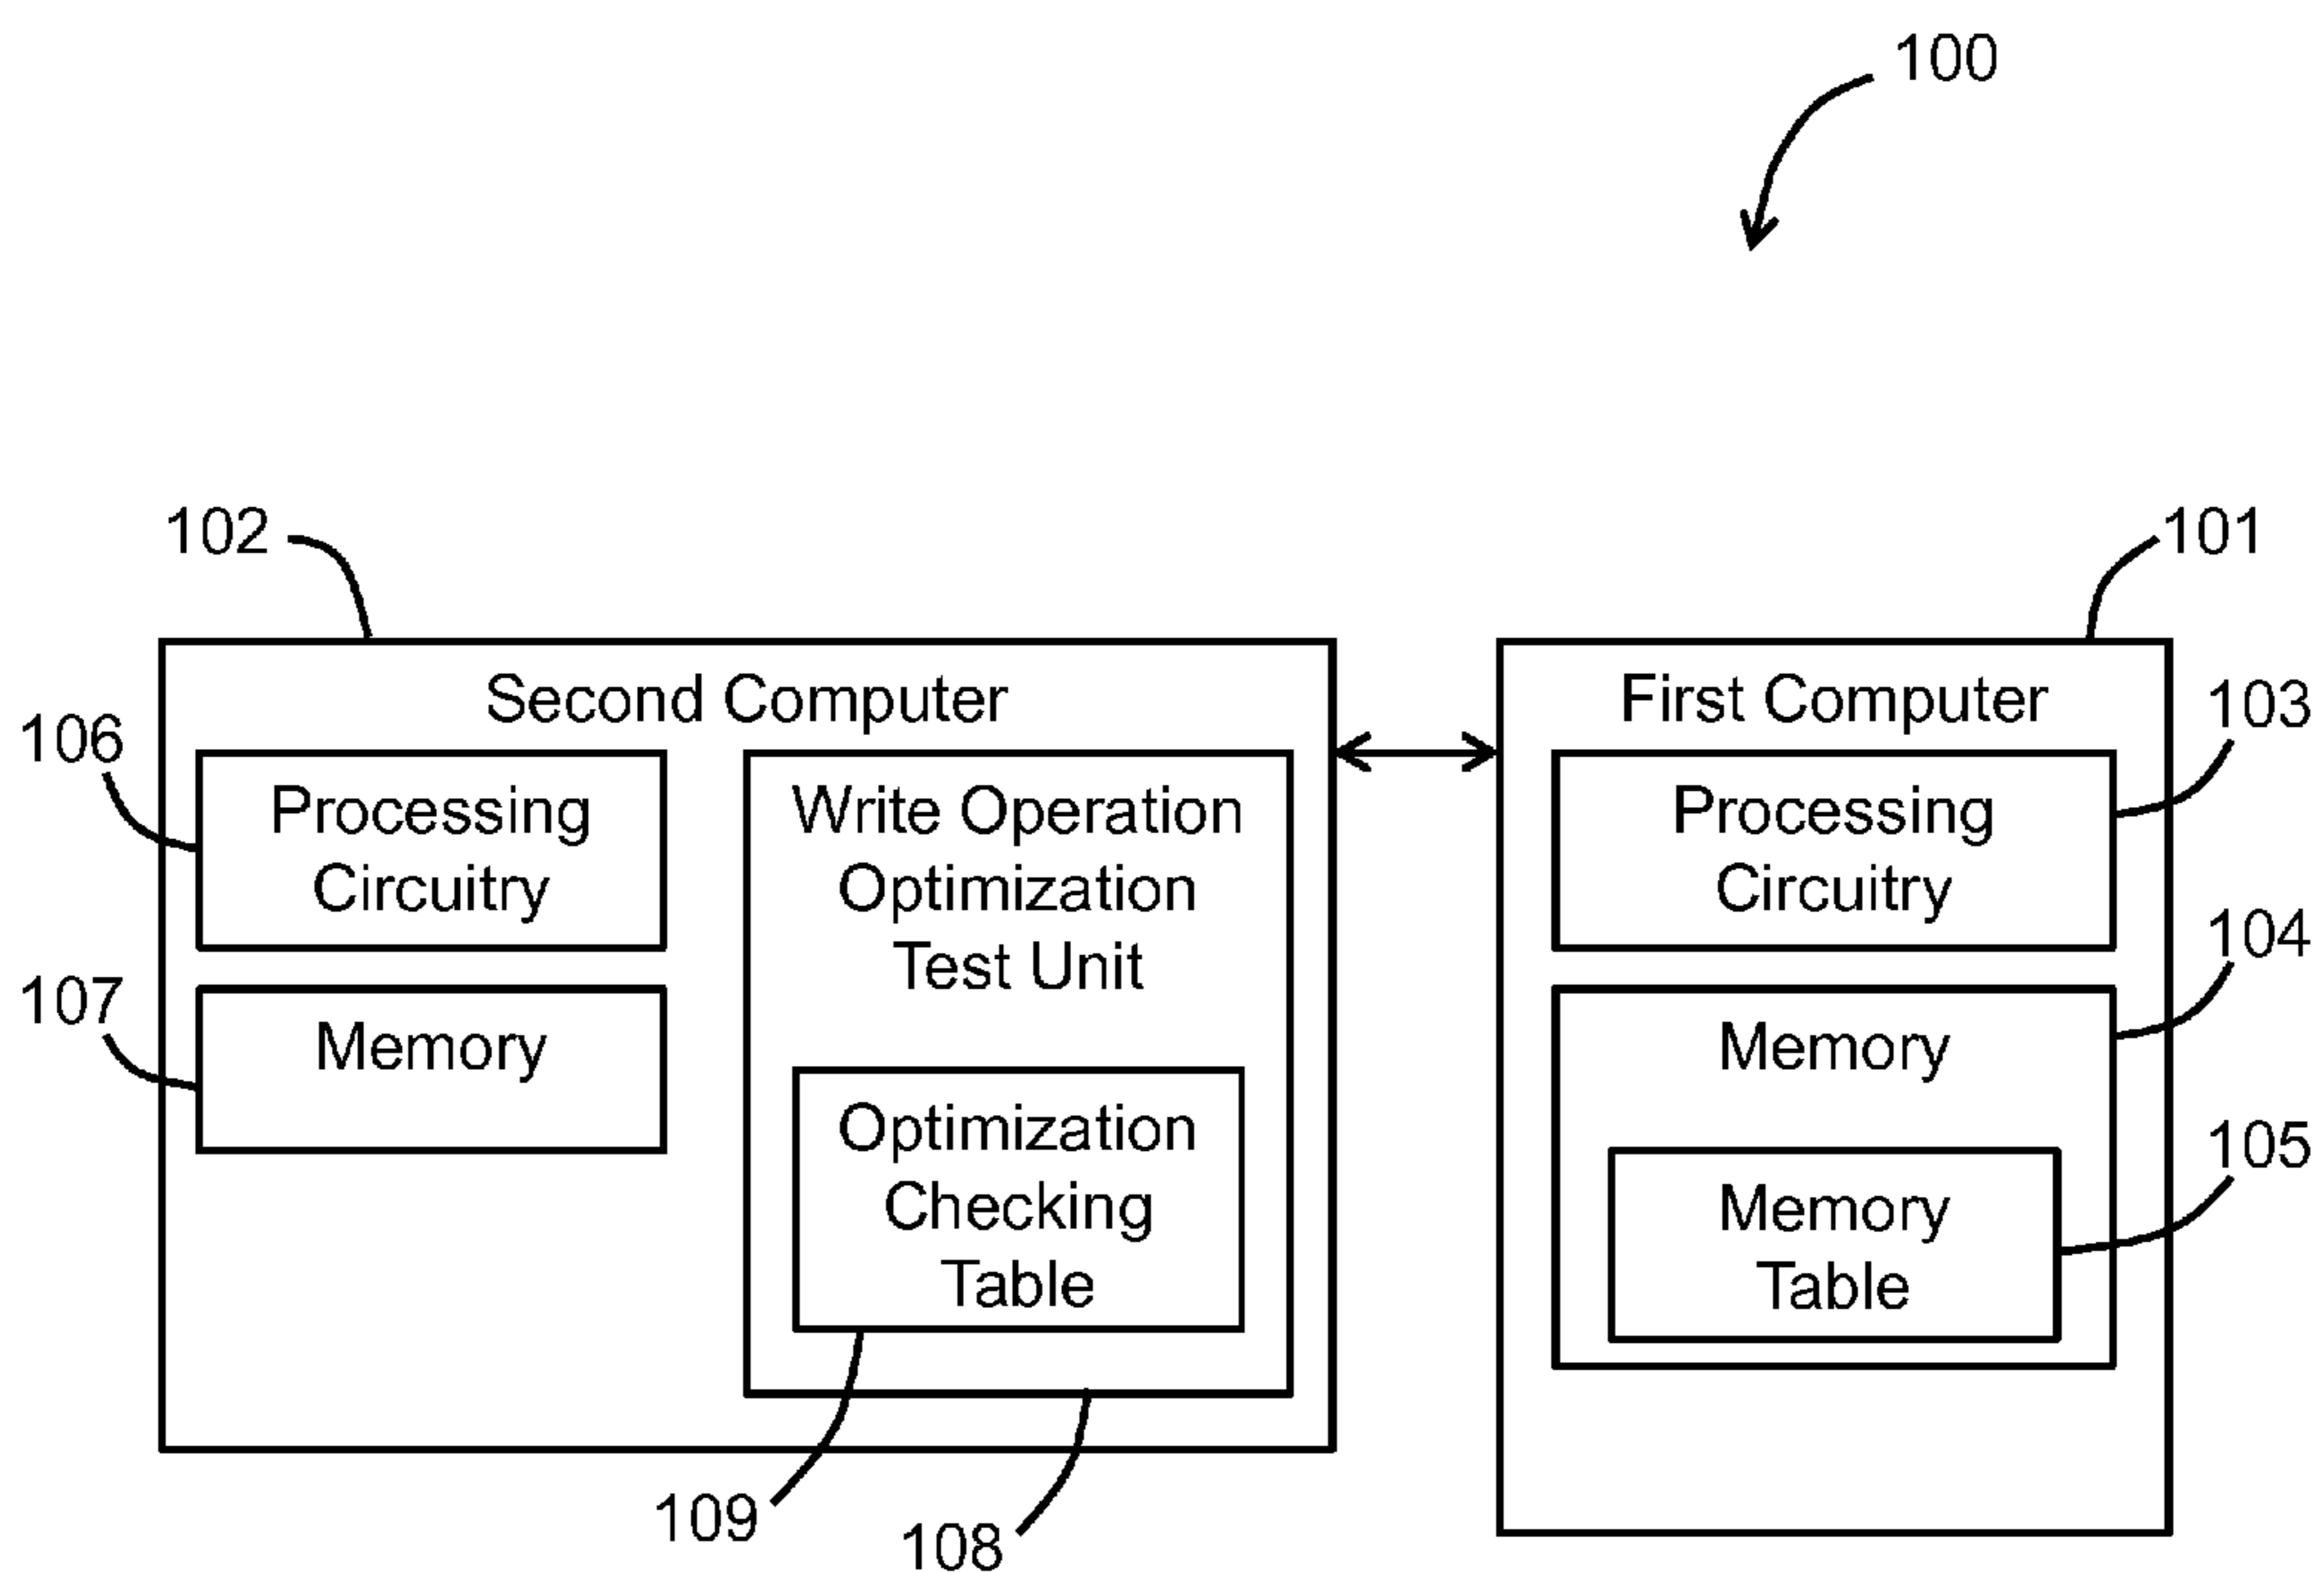 100
102
101
Second Computer
First Computer
106
103
Processing
Circuitry
Write Operation
Optimization
Test Unit
Processing
Circuitry
104
107
Memory
Memory
Optimization
Checking
Table
105
Memory
Table
109
108